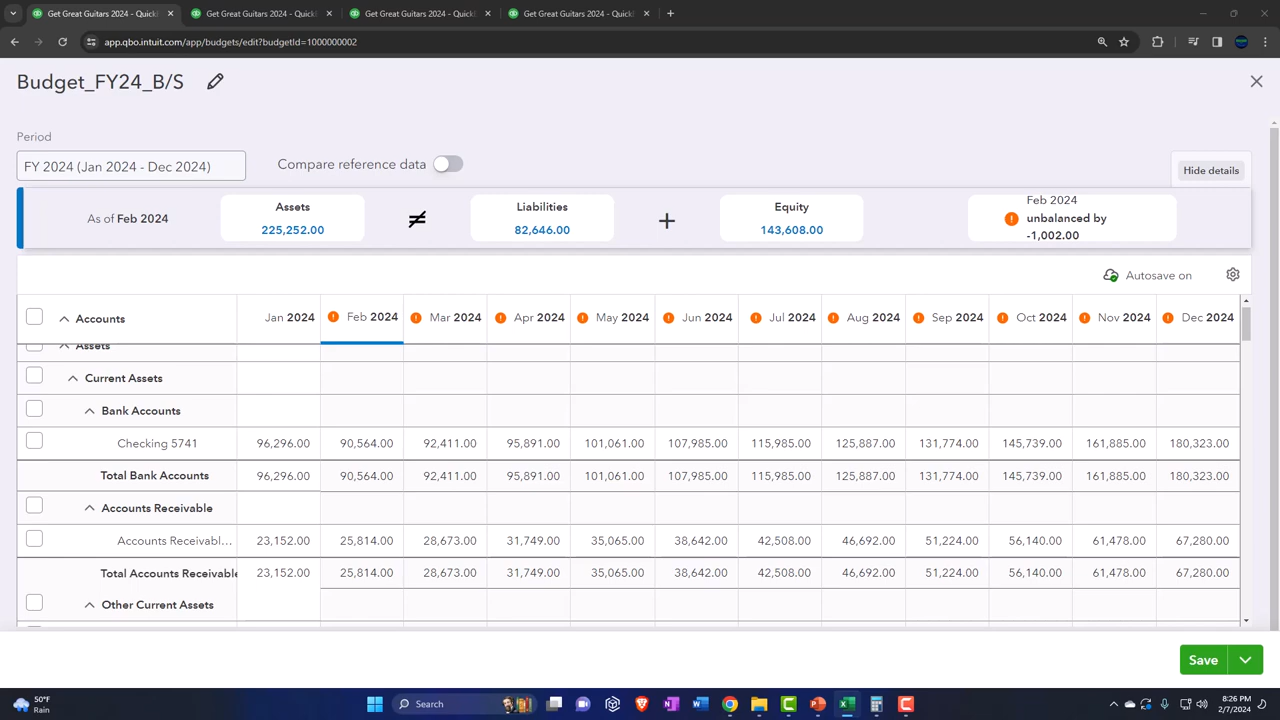 Get Great Guitars 2024 - Quick
Get Great Guitars 2024 - Quick
Get Great Guitars 2024 - Quick
Get Great Guitars 2024 - Quick
app.qbo.intuit.com/app/budgets/edit?budgetId=1000000002
Budget_FY24_B/S
Period
FY 2024 (Jan 2024 - Dec 2024)
Compare reference data
Hide details
As of Feb 2024
Assets
225,252.00
≠
Liabilities
82,646.00
+
Equity
143,608.00
Feb 2024
unbalanced by
-1,002.00
Autosave on
Accounts Jan 2024 Feb 2024 Mar 2024 Apr 2024 May 2024 Jun 2024 Jul 2024 Aug 2024 Sep 2024 Oct 2024 Nov 2024 Dec 2024
Assets
Current Assets
Bank Accounts
Checking 5741 96,296.00 90,564.00 92,411.00 95,891.00 101,061.00 107,985.00 115,985.00 125,887.00 131,774.00 145,739.00 161,885.00 180,323.00
Total Bank Accounts 96,296.00 90,564.00 92,411.00 95,891.00 101,061.00 107,985.00 115,985.00 125,887.00 131,774.00 145,739.00 161,885.00 180,323.00
Accounts Receivable
Accounts Receivabl... 23,152.00 25,814.00 28,673.00 31,749.00 35,065.00 38,642.00 42,508.00 46,692.00 51,224.00 56,140.00 61,478.00 67,280.00
Total Accounts Receivable 23,152.00 25,814.00 28,673.00 31,749.00 35,065.00 38,642.00 42,508.00 46,692.00 51,224.00 56,140.00 61,478.00 67,280.00
Other Current Assets
Save
50°F
Rain
Search
8:26 PM
2/7/2024